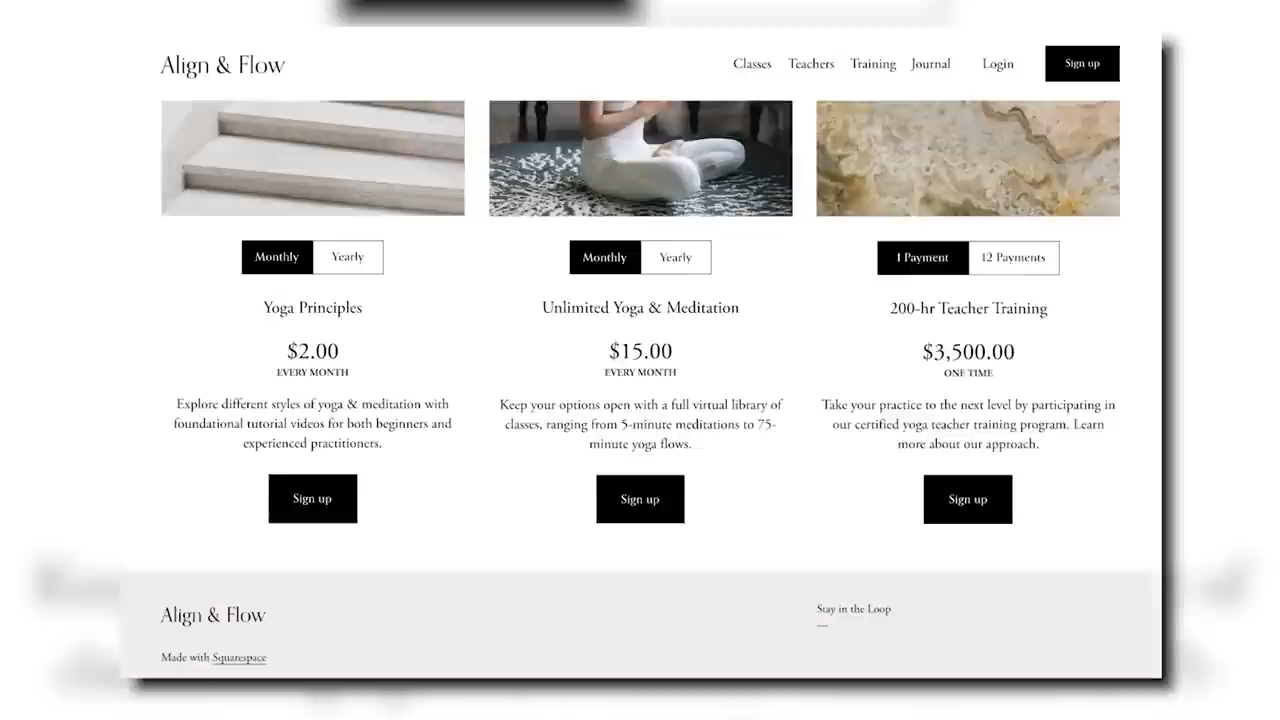 Align & Flow
Classes Teachers Training Journal Login Sign up
Monthly Yearly
Yoga Principles
$2.00
EVERY MONTH
Explore different styles of yoga & meditation with
foundational tutorial videos for both beginners and
experienced practitioners.
Sign up
Monthly Yearly
Unlimited Yoga & Meditation
$15.00
EVERY MONTH
Keep your options open with a full virtual library of
classes, ranging from 5-minute meditations to 75-
minute yoga flows.
Sign up
1 Payment 12 Payments
200-hr Teacher Training
$3,500.00
ONE TIME
Take your practice to the next level by participating in
our certified yoga teacher training program. Learn
more about our approach.
Sign up
Align & Flow
Made with Squarespace
Stay in the Loop